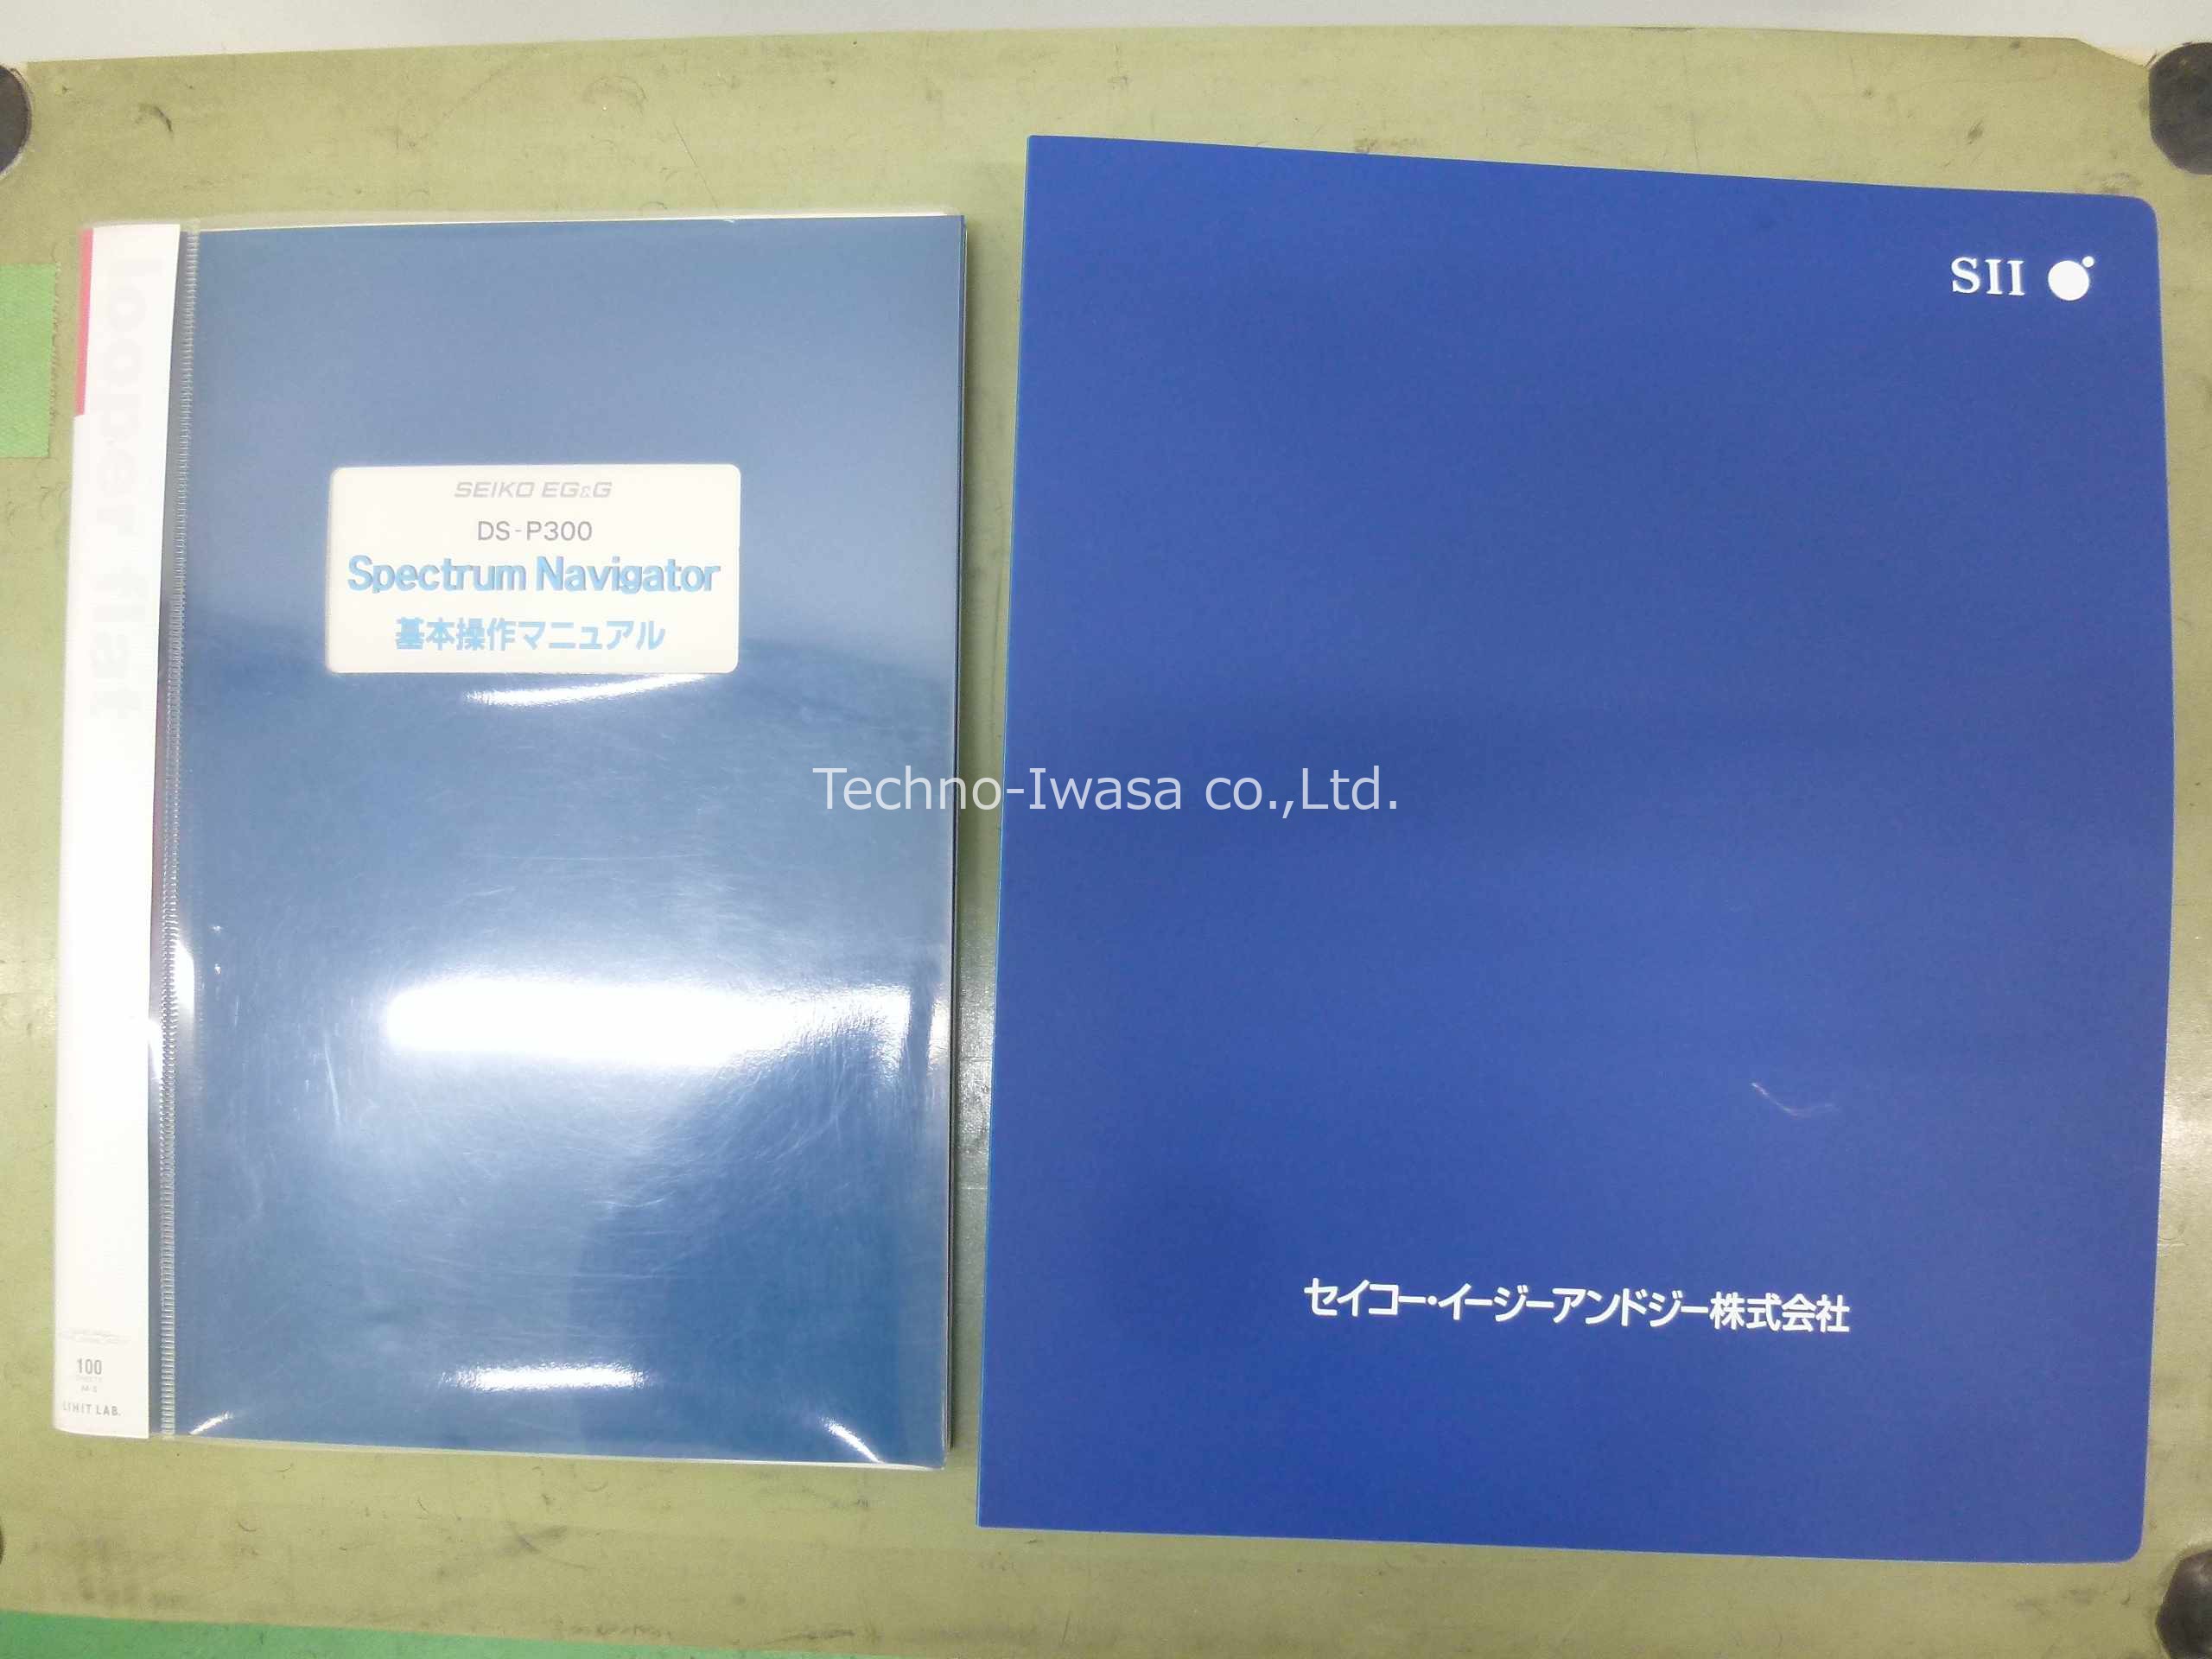 looper flat
SEIKO EG&G
DS-P300
Spectrum Navigator
基本操作マニュアル
100
LIHIT LAB.
SII
セイコー・イージーアンドジー株式会社
Techno-Iwasa co.,Ltd.